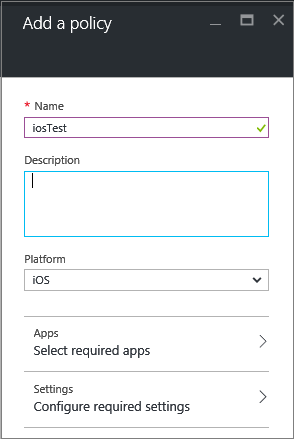 Add a policy
* Name
iosTest
Description
Platform
iOS
Apps
Select required apps
Settings
Configure required settings